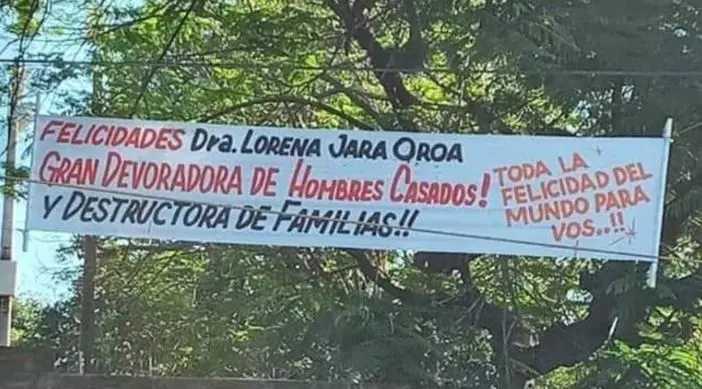 FELICIDADES Dra. LORENA JARA OROA
GRAN DEVORADORA DE HOMBRES CASADOS!
Y DESTRUCTORA DE FAMILIAS!!
TODA LA
FELICIDAD DEL
MUNDO PARA
VOS..!!